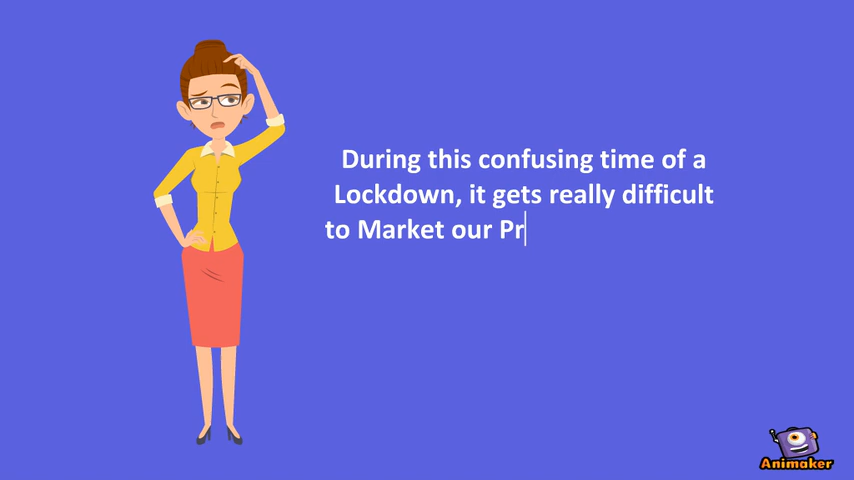 During this confusing time of a
Lockdown, it gets really difficult
to Market our Pr
Animaker